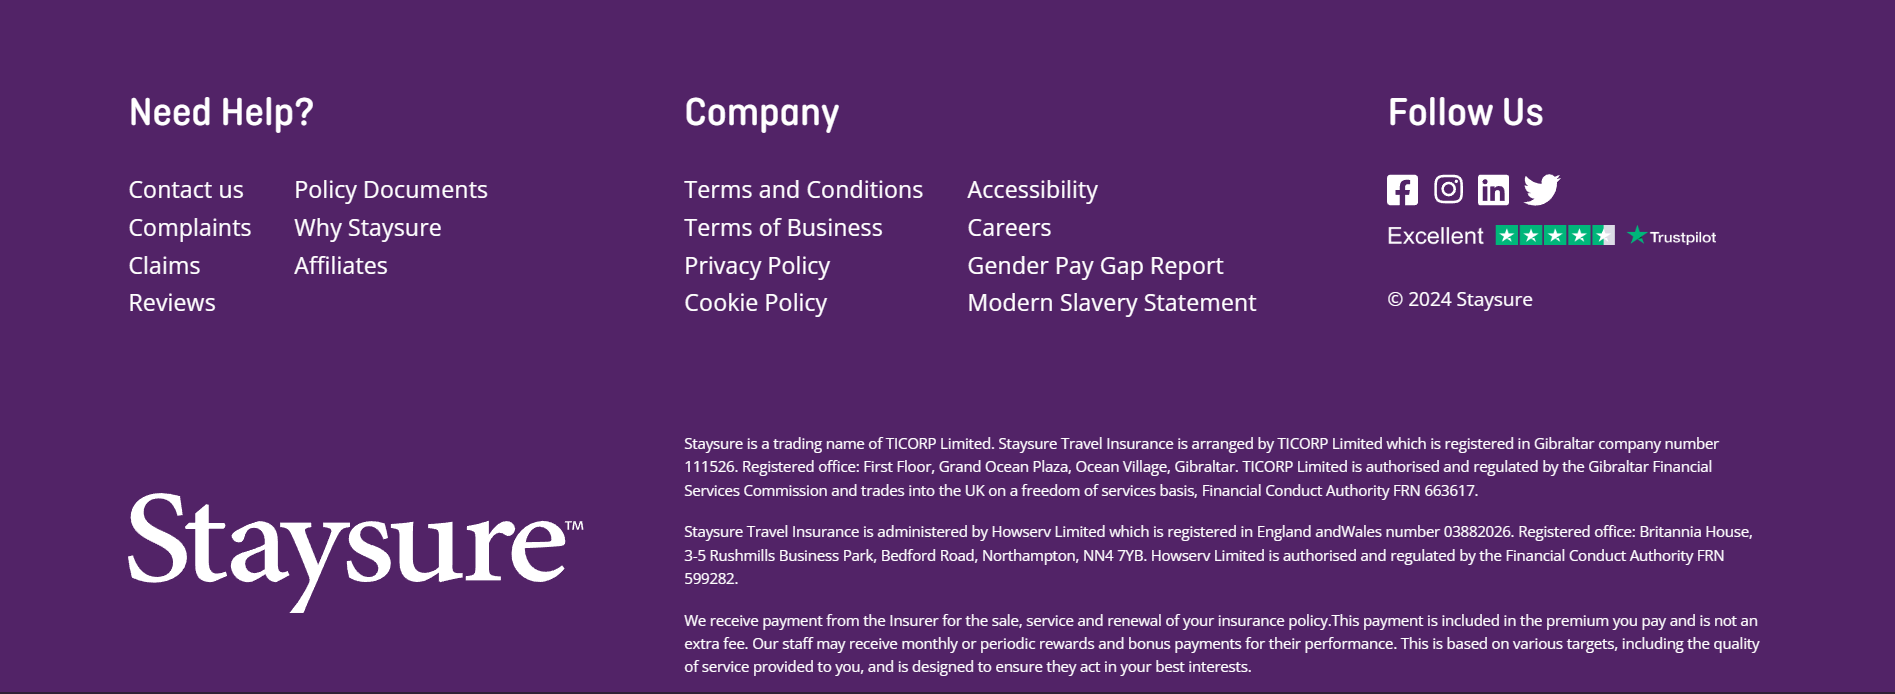 Need Help?
Contact us
Complaints
Claims
Reviews
Policy Documents
Why Staysure
Affiliates
Company
Terms and Conditions
Terms of Business
Privacy Policy
Cookie Policy
Accessibility
Careers
Gender Pay Gap Report
Modern Slavery Statement
Follow Us
Excellent Trustpilot
© 2024 Staysure
Staysure™
Staysure is a trading name of TICORP Limited. Staysure Travel Insurance is arranged by TICORP Limited which is registered in Gibraltar company number
111526. Registered office: First Floor, Grand Ocean Plaza, Ocean Village, Gibraltar. TICORP Limited is authorised and regulated by the Gibraltar Financial
Services Commission and trades into the UK on a freedom of services basis, Financial Conduct Authority FRN 663617.
Staysure Travel Insurance is administered by Howserv Limited which is registered in England andWales number 03882026. Registered office: Britannia House,
3-5 Rushmills Business Park, Bedford Road, Northampton, NN4 7YB. Howserv Limited is authorised and regulated by the Financial Conduct Authority FRN
599282.
We receive payment from the Insurer for the sale, service and renewal of your insurance policy.This payment is included in the premium you pay and is not an
extra fee. Our staff may receive monthly or periodic rewards and bonus payments for their performance. This is based on various targets, including the quality
of service provided to you, and is designed to ensure they act in your best interests.